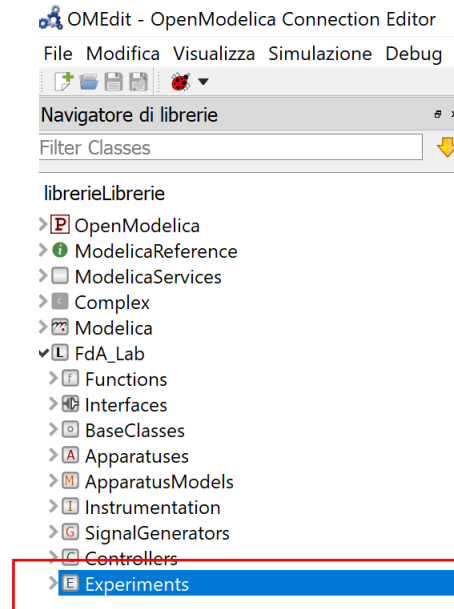 OMEdit - OpenModelica Connection Editor
File Modifica Visualizza Simulazione Debug
Navigatore di librerie
Filter Classes
librerieLibrerie
P OpenModelica
i ModelicaReference
ModelicaServices
c Complex
Modelica
L FdA_Lab
f Functions
Interfaces
BaseClasses
A Apparatuses
M ApparatusModels
I Instrumentation
G SignalGenerators
C Controllers
E Experiments